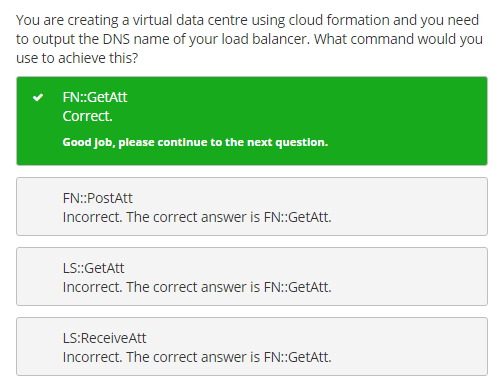 You are creating a virtual data centre using cloud formation and you need
to output the DNS name of your load balancer. What command would you
use to achieve this?
FN::GetAtt
Correct.
Good job, please continue to the next question.
FN::PostAtt
Incorrect. The correct answer is FN::GetAtt.
LS::GetAtt
Incorrect. The correct answer is FN::GetAtt.
LS:ReceiveAtt
Incorrect. The correct answer is FN::GetAtt.